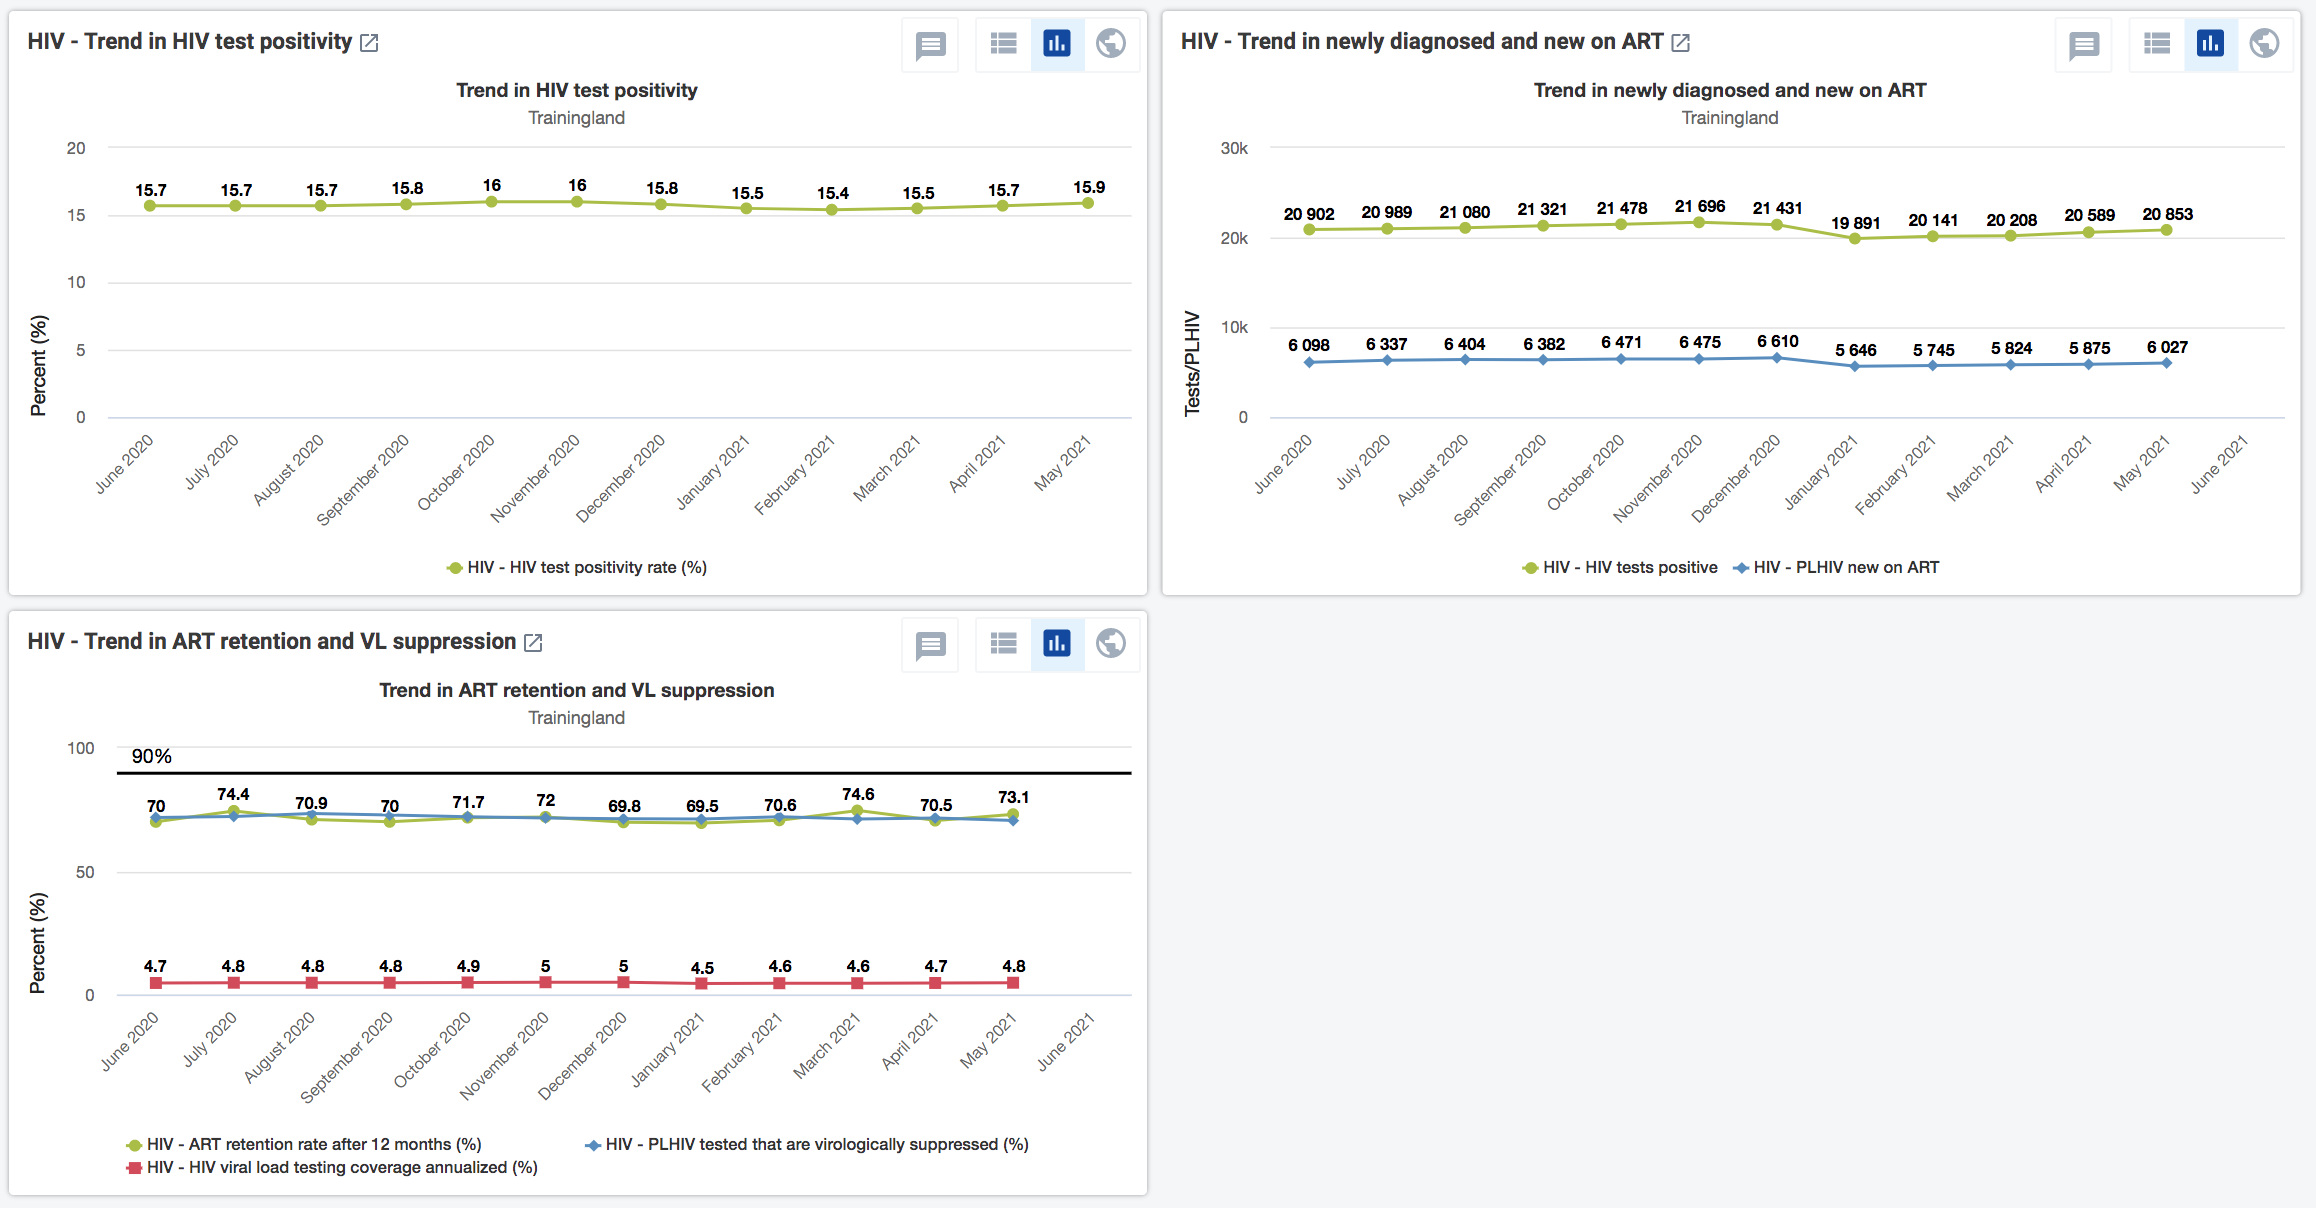 HIV - Trend in HIV test positivity
Trend in HIV test positivity
Trainingland
20
15
10
5
0
Percent (%)
15.7 15.7 15.7 15.8 16 16 15.8 15.5 15.4 15.5 15.7 15.9
June 2020 July 2020 August 2020 September 2020 October 2020 November 2020 December 2020 January 2021 February 2021 March 2021 April 2021 May 2021
HIV - HIV test positivity rate (%)
HIV - Trend in newly diagnosed and new on ART
Trend in newly diagnosed and new on ART
Trainingland
30k
20k
10k
0
Tests/PLHIV
20 902 20 989 21 080 21 321 21 478 21 696 21 431 19 891 20 141 20 208 20 589 20 853
6 098 6 337 6 404 6 382 6 471 6 475 6 610 5 646 5 745 5 824 5 875 6 027
June 2020 July 2020 August 2020 September 2020 October 2020 November 2020 December 2020 January 2021 February 2021 March 2021 April 2021 May 2021 June 2021
HIV - HIV tests positive HIV - PLHIV new on ART
HIV - Trend in ART retention and VL suppression
Trend in ART retention and VL suppression
Trainingland
100
50
0
Percent (%)
90%
70 74.4 70.9 70 71.7 72 69.8 69.5 70.6 74.6 70.5 73.1
4.7 4.8 4.8 4.8 4.9 5 5 4.5 4.6 4.6 4.7 4.8
June 2020 July 2020 August 2020 September 2020 October 2020 November 2020 December 2020 January 2021 February 2021 March 2021 April 2021 May 2021 June 2021
HIV - ART retention rate after 12 months (%) HIV - PLHIV tested that are virologically suppressed (%)
HIV - HIV viral load testing coverage annualized (%)